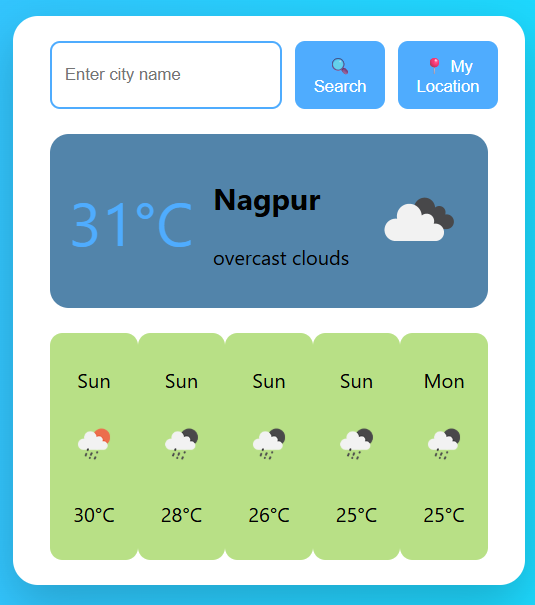 Enter city name
Search
My
Location
31°C
Nagpur
overcast clouds
Sun Sun Sun Sun Mon
30°C 28°C 26°C 25°C 25°C